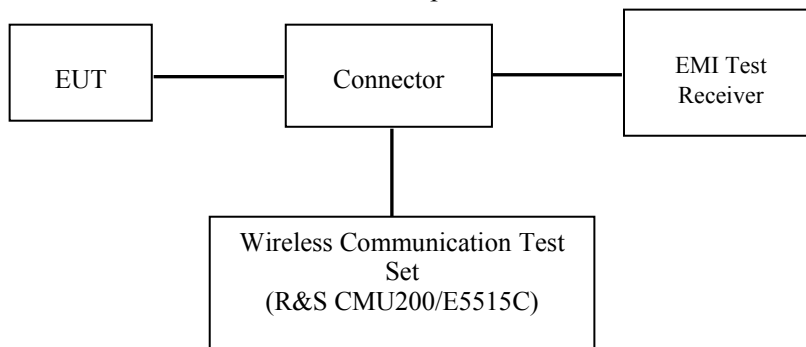 EUT
Connector
EMI Test
Receiver
Wireless Communication Test
Set
(R&S CMU200/E5515C)